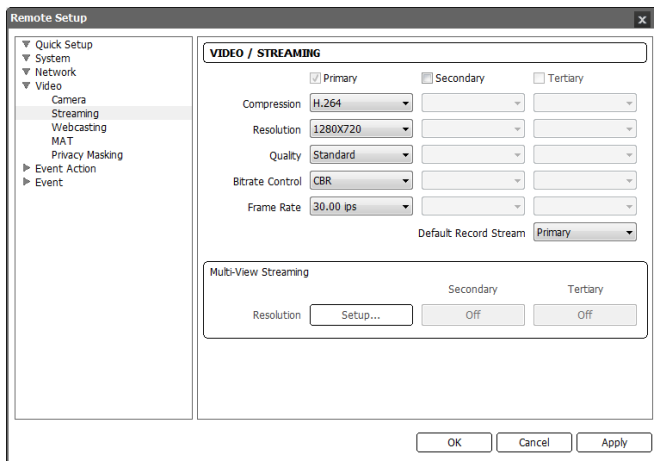 Remote Setup
x
Quick Setup
System
Network
Video
Camera
Streaming
Webcasting
MAT
Privacy Masking
Event Action
Event
VIDEO / STREAMING
Primary Secondary Tertiary
Compression H.264
Resolution 1280X720
Quality Standard
Bitrate Control CBR
Frame Rate 30.00 ips
Default Record Stream Primary
Multi-View Streaming
Secondary Tertiary
Resolution Setup... Off Off
OK Cancel Apply